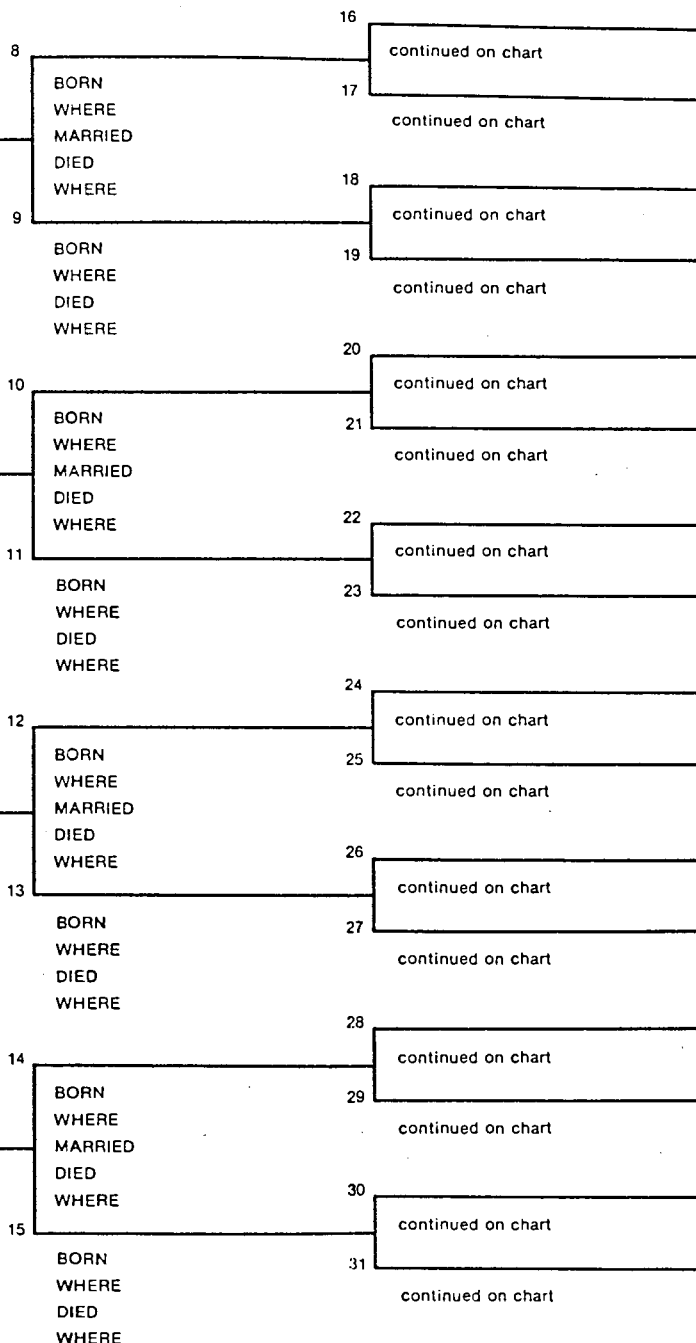 16
continued on chart
8
17
BORN
WHERE
MARRIED
DIED
WHERE
continued on chart
18
continued on chart
9
19
BORN
WHERE
DIED
WHERE
continued on chart
20
continued on chart
10
21
BORN
WHERE
MARRIED
DIED
WHERE
continued on chart
22
continued on chart
11
23
BORN
WHERE
DIED
WHERE
continued on chart
24
continued on chart
12
25
BORN
WHERE
MARRIED
DIED
WHERE
continued on chart
26
continued on chart
13
27
BORN
WHERE
DIED
WHERE
continued on chart
28
continued on chart
14
29
BORN
WHERE
MARRIED
DIED
WHERE
continued on chart
30
continued on chart
15
31
BORN
WHERE
DIED
WHERE
continued on chart